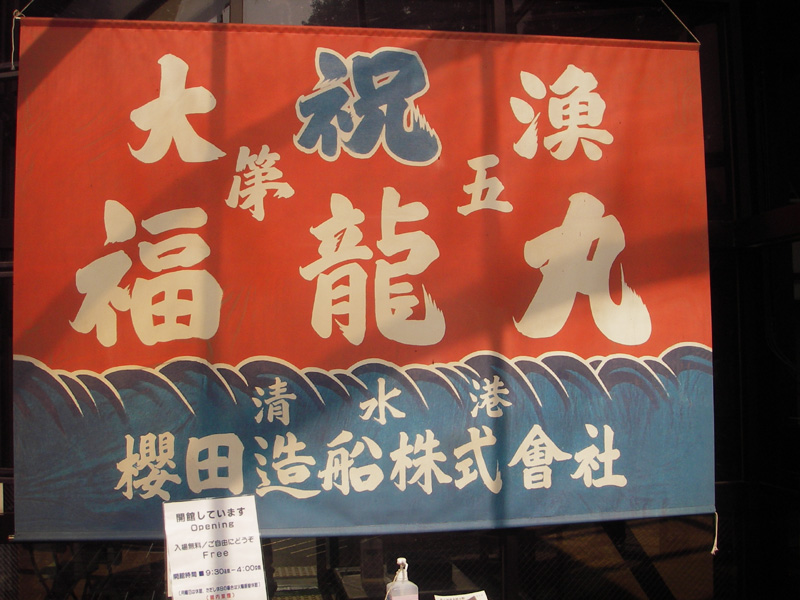 大 祝 漁
第 五
福 龍 丸
清 水 港
櫻田造船株式會社
開館しています
Opening
入場無料/ご自由にどうぞ
Free
開館時間■9:30a.m.-4:00p.m.